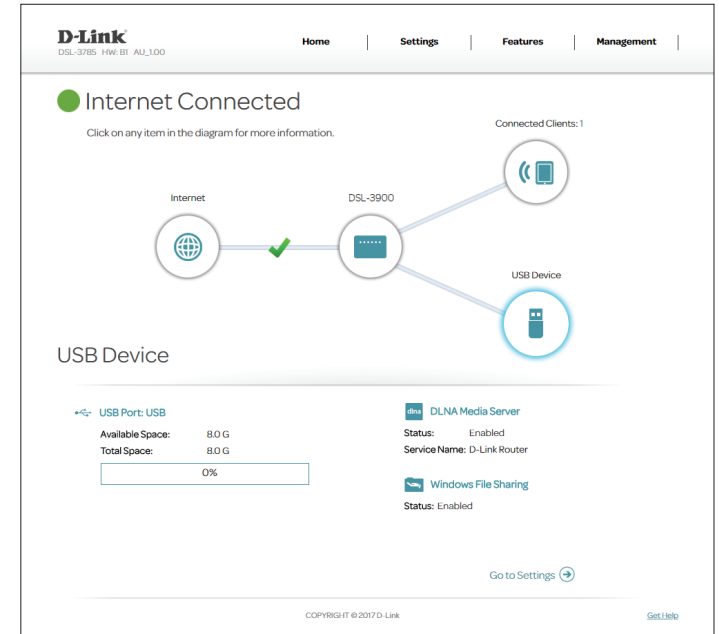 D-Link
DSL-3785 HW: B1 AU_1.00
Home Settings Features Management
Internet Connected
Click on any item in the diagram for more information.
Connected Clients: 1
Internet
DSL-3900
USB Device
USB Device
USB Port: USB
Available Space: 8.0 G
Total Space: 8.0 G
0%
dlna DLNA Media Server
Status: Enabled
Service Name: D-Link Router
Windows File Sharing
Status: Enabled
Go to Settings
COPYRIGHT © 2017 D-Link
Get Help